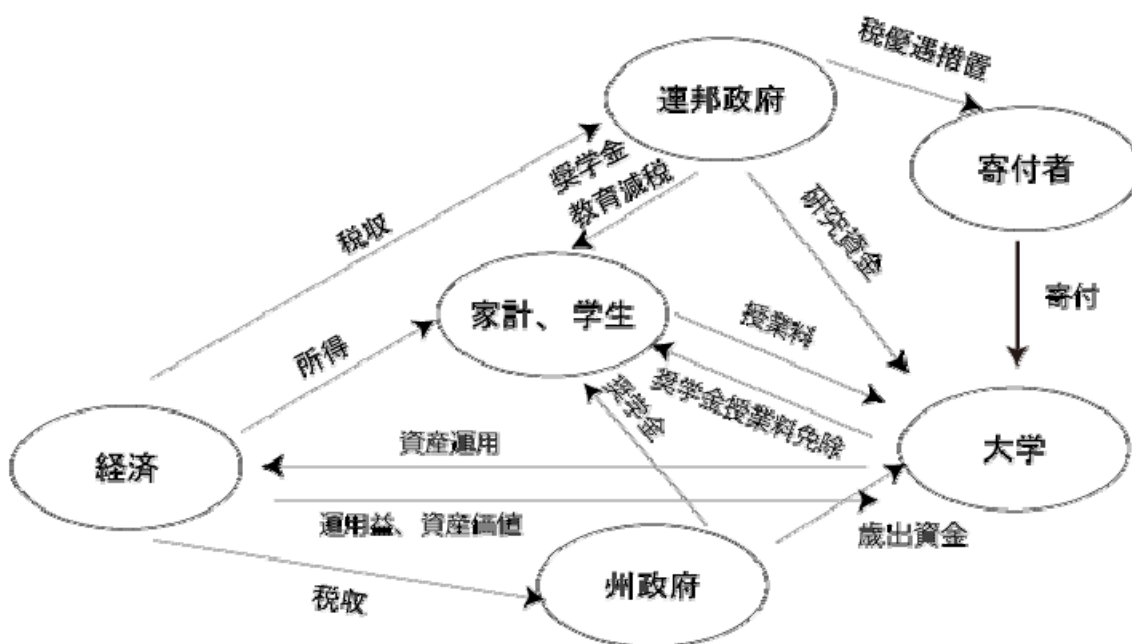 税優遇措置
連邦政府
寄付者
奨学金
教育減税
税収
研究資金
家計、学生
寄付
授業料
所得
奨学金授業料免除
奨学金
資産運用
経済
大学
運用益、資産価値
歳出資金
州政府
税収